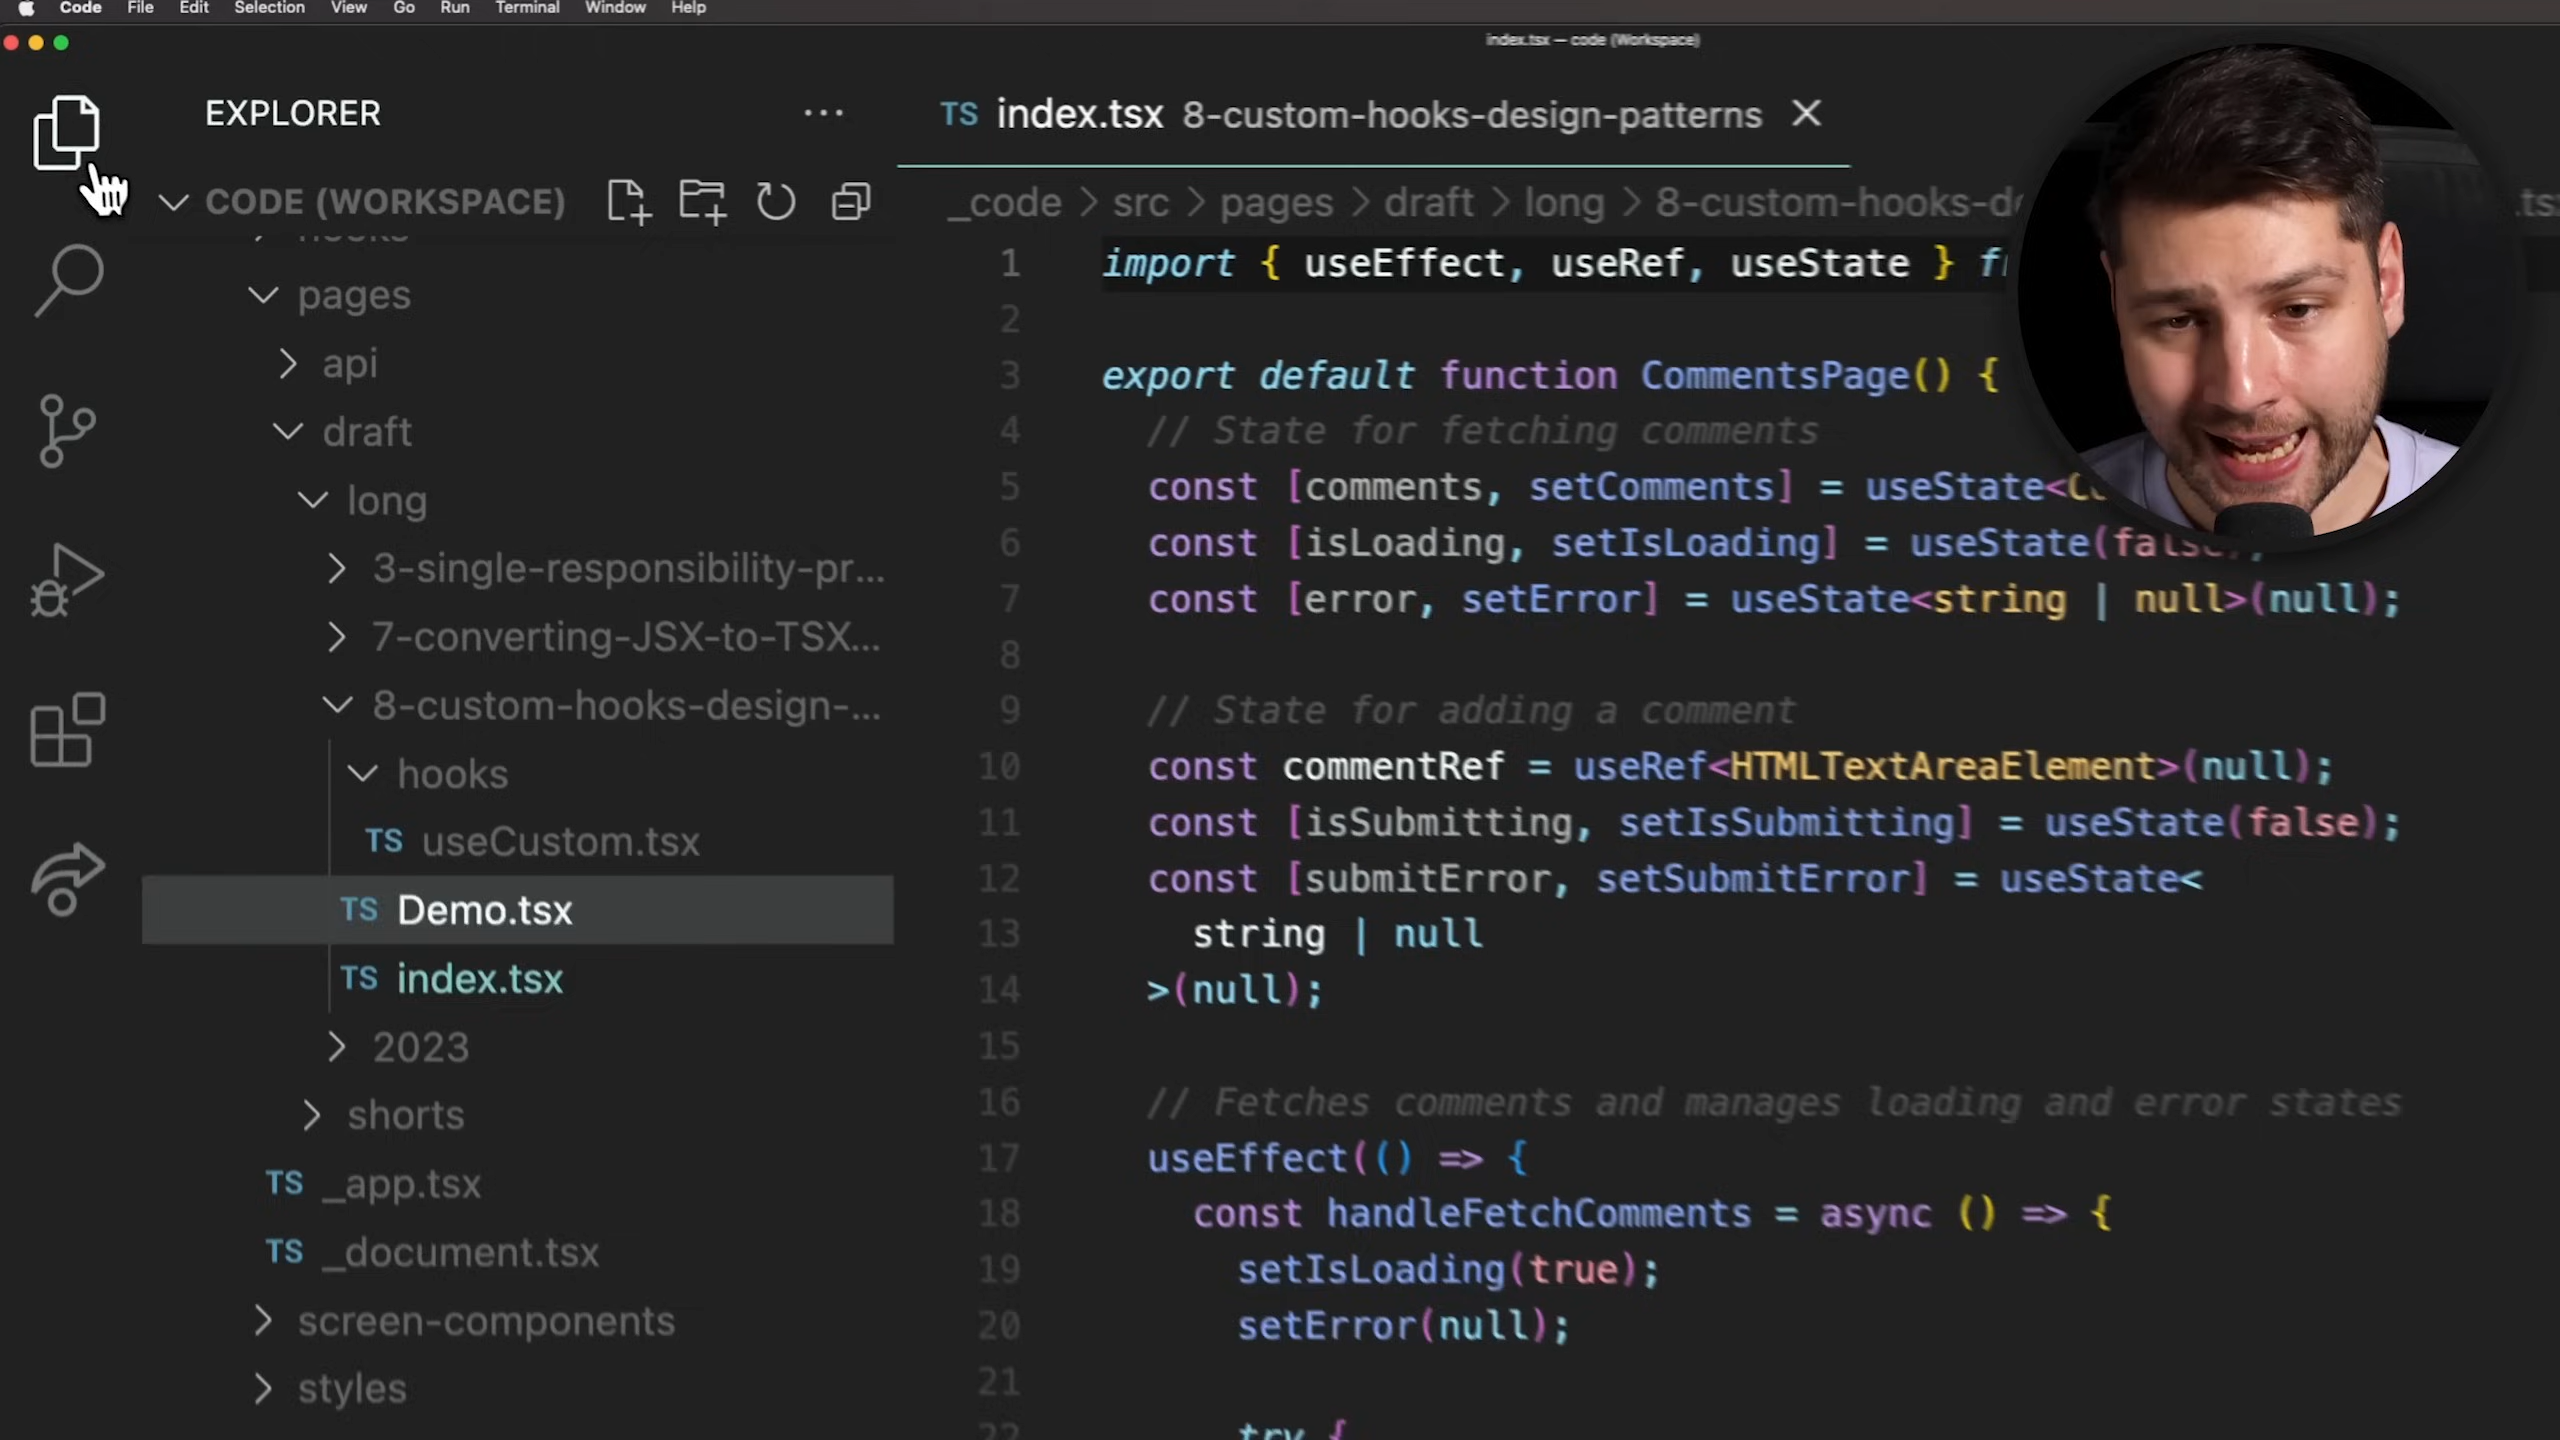 Code File Edit Selection View Go Run Terminal Window Help
index.tsx — code (Workspace)
EXPLORER
CODE (WORKSPACE)
hooks
pages
api
draft
long
3-single-responsibility-pr...
7-converting-JSX-to-TSX...
8-custom-hooks-design-...
hooks
TS useCustom.tsx
TS Demo.tsx
TS index.tsx
2023
shorts
TS _app.tsx
TS _document.tsx
screen-components
styles
TS index.tsx 8-custom-hooks-design-patterns
_code > src > pages > draft > long > 8-custom-hooks-de .ts
1 import { useEffect, useRef, useState } f
2
3 export default function CommentsPage() {
4 // State for fetching comments
5 const [comments, setComments] = useState<C
6 const [isLoading, setIsLoading] = useState(false);
7 const [error, setError] = useState<string | null>(null);
8
9 // State for adding a comment
10 const commentRef = useRef<HTMLTextAreaElement>(null);
11 const [isSubmitting, setIsSubmitting] = useState(false);
12 const [submitError, setSubmitError] = useState<
13 string | null
14 >(null);
15
16 // Fetches comments and manages loading and error states
17 useEffect(() => {
18 const handleFetchComments = async () => {
19 setIsLoading(true);
20 setError(null);
21
22 try {